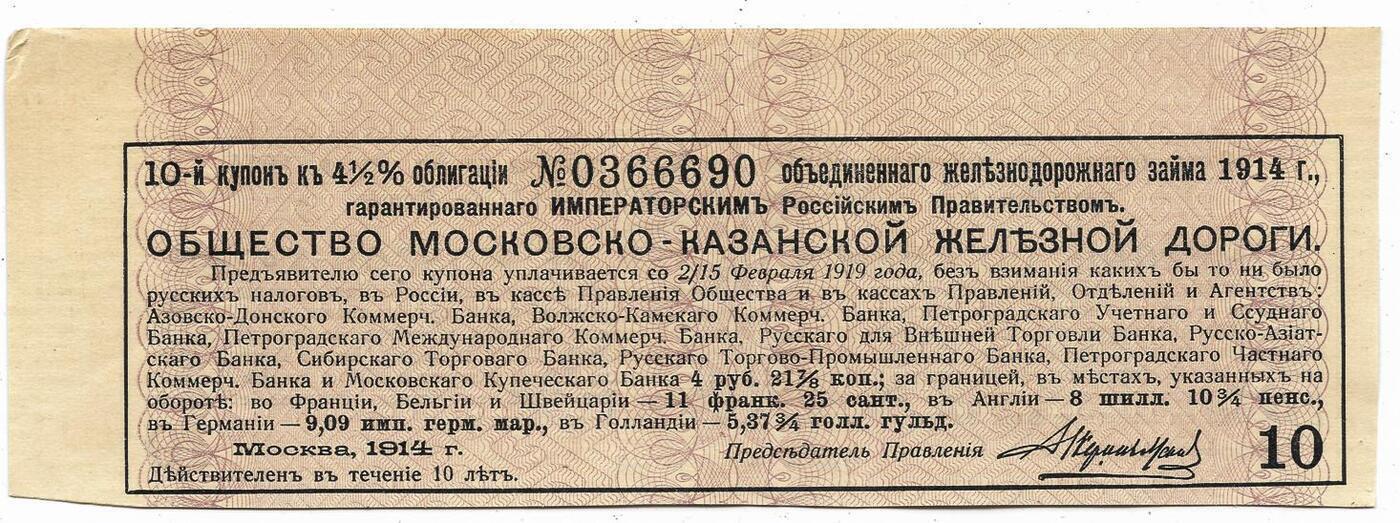 10-й купонъ къ 4½% облигаціи №0366690 объединеннаго желѣзнодорожнаго займа 1914 г.,
гарантированнаго ИМПЕРАТОРСКИМЪ Россійскимъ Правительствомъ.
ОБЩЕСТВО МОСКОВСКО-КАЗАНСКОЙ ЖЕЛѢЗНОЙ ДОРОГИ.
Предъявителю сего купона уплачивается со 2/15 Февраля 1919 года, безъ взиманія какихъ бы то ни было
русскихъ налоговъ, въ Россіи, въ кассѣ Правленія Общества и въ кассахъ Правленій, Отдѣленій и Агентствъ:
Азовско-Донского Коммерч. Банка, Волжско-Камскаго Коммерч. Банка, Петроградскаго Учетнаго и Ссуднаго
Банка, Петроградскаго Международнаго Коммерч. Банка, Русскаго для Внѣшней Торговли Банка, Русско-Азіат-
скаго Банка, Сибирскаго Торговаго Банка, Русскаго Торгово-Промышленнаго Банка, Петроградскаго Частнаго
Коммерч. Банка и Московскаго Купеческаго Банка 4 руб. 21⅞ коп.; за границей, въ мѣстахъ, указанныхъ на
оборотѣ: во Франціи, Бельгіи и Швейцаріи — 11 франк. 25 сант., въ Англіи — 8 шилл. 10¾ пенс.,
въ Германіи — 9,09 имп. герм. мар., въ Голландіи — 5,37¾ голл. гульд.
Москва, 1914 г.
Предсѣдатель Правленія
10
Дѣйствителенъ въ теченіе 10 лѣтъ.